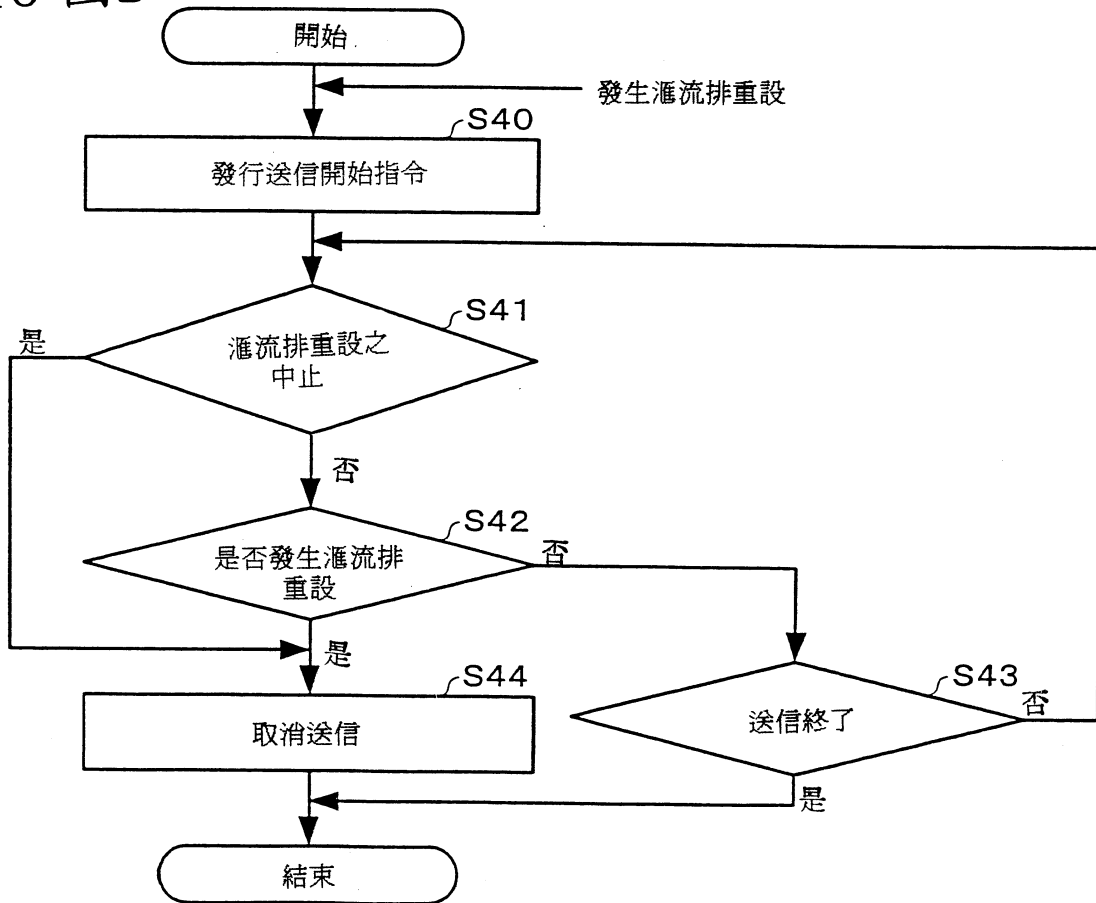 開始
發生滙流排重設
S40
發行送信開始指令
S41
是
滙流排重設之
中止
否
S42
是否發生滙流排
重設
否
是
S44
取消送信
S43
送信終了
否
是
結束